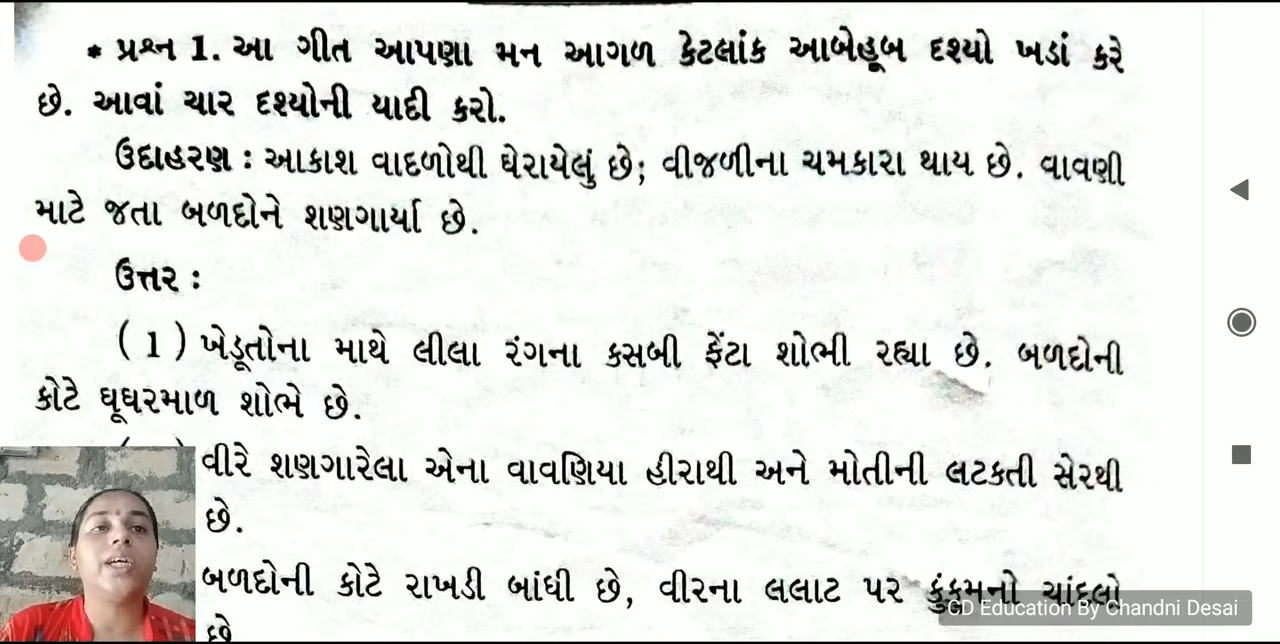 * પ્રશ્ન 1. આ ગીત આપણા મન આગળ કેટલાંક આબેહૂબ દશ્યો ખડાં કરે
છે. આવાં ચાર દશ્યોની યાદી કરો.
ઉદાહરણ : આકાશ વાદળોથી ઘેરાયેલું છે; વીજળીના ચમકારા થાય છે. વાવણી
માટે જતા બળદોને શણગાર્યા છે.
ઉત્તર :
( 1 ) ખેડૂતોના માથે લીલા રંગના કસબી ફેંટા શોભી રહ્યા છે. બળદોની
કોટે ઘૂઘરમાળ શોભે છે.
વીરે શણગારેલા એના વાવણિયા હીરાથી અને મોતીની લટકતી સેરથી
છે.
બળદોની કોટે રાખડી બાંધી છે, વીરના લલાટ પર કુંકુમનો ચાંદલો
છે
CD Education By Chandni Desai